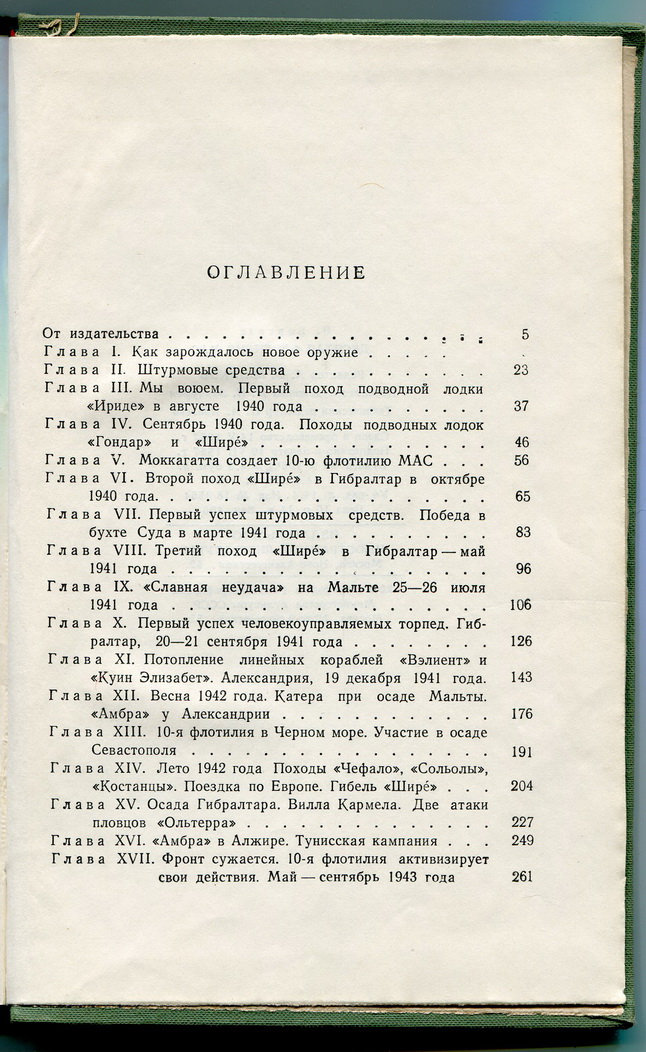 ОГЛАВЛЕНИЕ
От издательства . . . . . . . . . . . . . . . . . . 5
Глава I. Как зарождалось новое оружие . . . . .
Глава II. Штурмовые средства . . . . . . . . . . . 23
Глава III. Мы воюем. Первый поход подводной лодки
«Ириде» в августе 1940 года . . . . . . . . . . 37
Глава IV. Сентябрь 1940 года. Походы подводных лодок
«Гондар» и «Шире́» . . . . . . . . . . . . . 46
Глава V. Моккагатта создает 10-ю флотилию МАС . . . 56
Глава VI. Второй поход «Шире́» в Гибралтар в октябре
1940 года. . . . . . . . . . . . . . . . . . . 65
Глава VII. Первый успех штурмовых средств. Победа в
бухте Суда в марте 1941 года . . . . . . . . . . 83
Глава VIII. Третий поход «Шире́» в Гибралтар — май
1941 года . . . . . . . . . . . . . . . . . . 96
Глава IX. «Славная неудача» на Мальте 25—26 июля
1941 года . . . . . . . . . . . . . . . . . . 106
Глава X. Первый успех человекоуправляемых торпед. Гиб-
ралтар, 20—21 сентября 1941 года . . . . . . . . 126
Глава XI. Потопление линейных кораблей «Вэлиент» и
«Куин Элизабет». Александрия, 19 декабря 1941 года. 143
Глава XII. Весна 1942 года. Катера при осаде Мальты.
«Амбра» у Александрии . . . . . . . . . . . . 176
Глава XIII. 10-я флотилия в Черном море. Участие в осаде
Севастополя . . . . . . . . . . . . . . . . . 191
Глава XIV. Лето 1942 года Походы «Чефало», «Сольолы»,
«Костанцы». Поездка по Европе. Гибель «Шире́» . . . 204
Глава XV. Осада Гибралтара. Вилла Кармела. Две атаки
пловцов «Ольтерра» . . . . . . . . . . . . . . 227
Глава XVI. «Амбра» в Алжире. Тунисская кампания . . . 249
Глава XVII. Фронт сужается. 10-я флотилия активизирует
свои действия. Май — сентябрь 1943 года 261